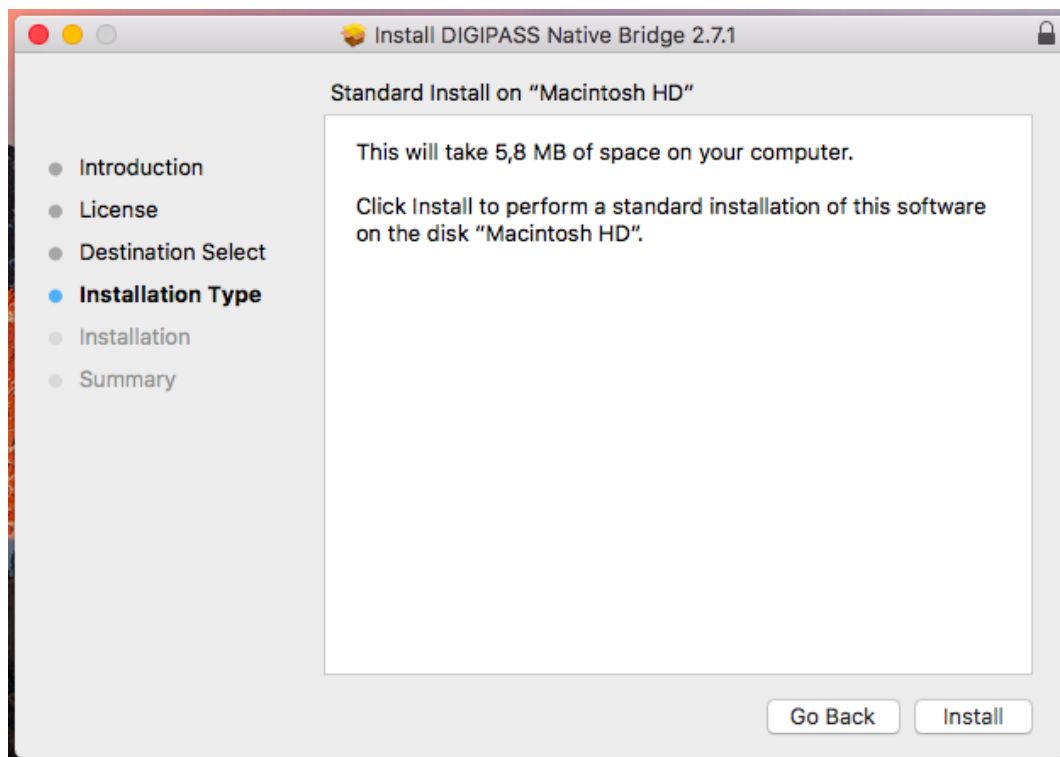 Install DIGIPASS Native Bridge 2.7.1
Standard Install on “Macintosh HD”
Introduction
License
Destination Select
Installation Type
Installation
Summary
This will take 5,8 MB of space on your computer.
Click Install to perform a standard installation of this software
on the disk “Macintosh HD”.
Go Back
Install